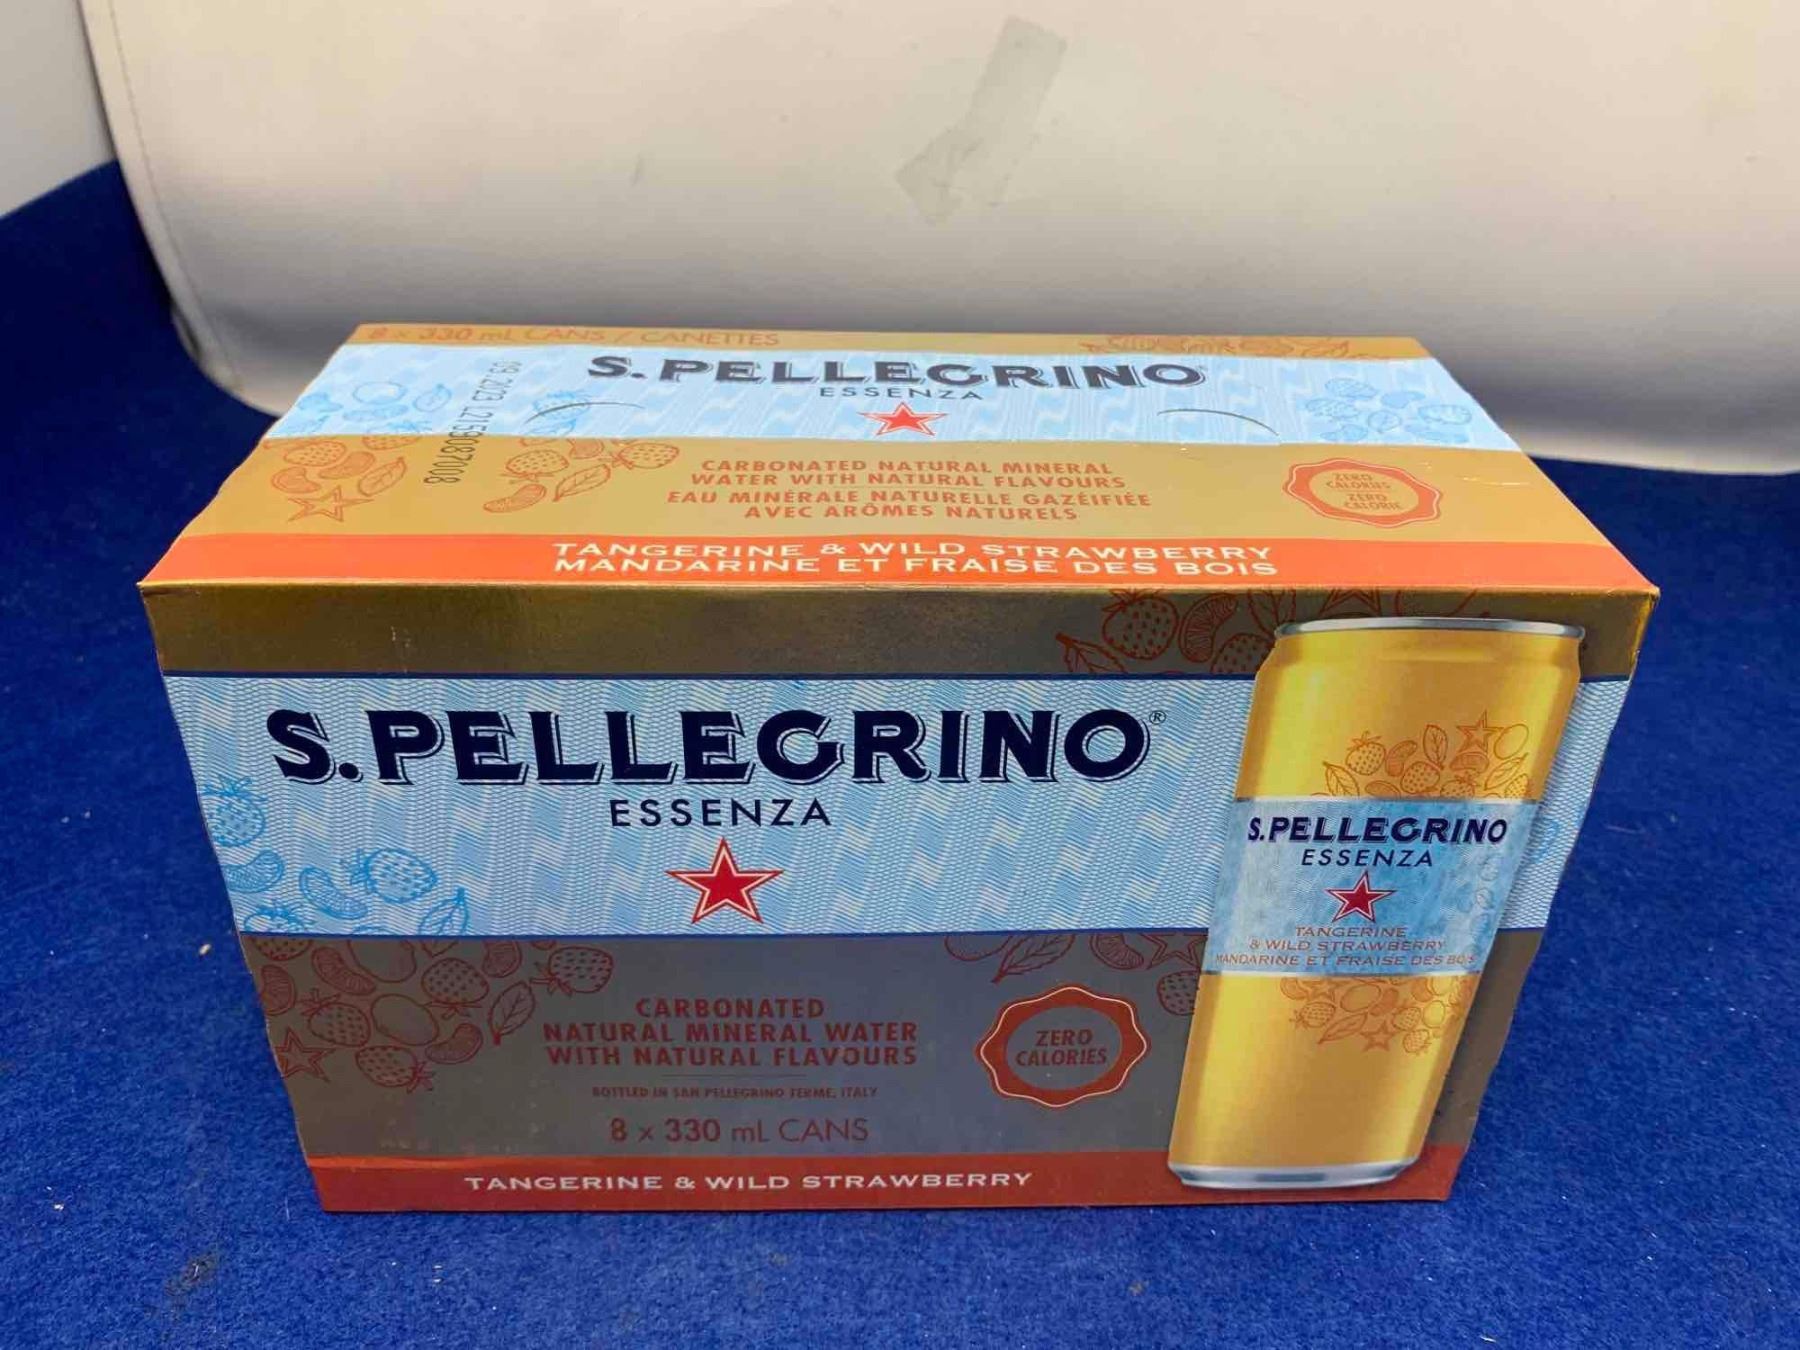 8 x 330 mL CANS / CANETTES
S.PELLEGRINO
ESSENZA
09 2023 2259087008
CARBONATED NATURAL MINERAL
WATER WITH NATURAL FLAVOURS
EAU MINÉRALE NATURELLE GAZÉIFIÉE
AVEC ARÔMES NATURELS
ZERO
CALORIES
ZERO
CALORIE
TANGERINE & WILD STRAWBERRY
MANDARINE ET FRAISE DES BOIS
S.PELLEGRINO®
ESSENZA
CARBONATED
NATURAL MINERAL WATER
WITH NATURAL FLAVOURS
BOTTLED IN SAN PELLEGRINO TERME, ITALY
8 x 330 mL CANS
ZERO
CALORIES
TANGERINE & WILD STRAWBERRY
S.PELLEGRINO
ESSENZA
TANGERINE
& WILD STRAWBERRY
MANDARINE ET FRAISE DES BOIS